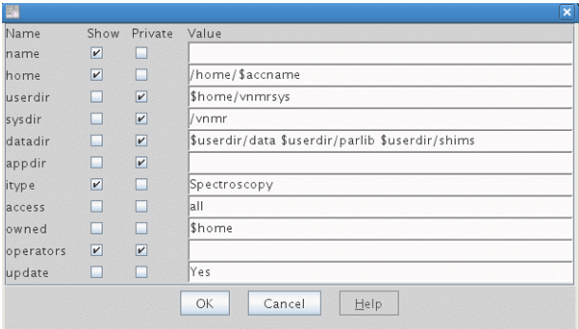 Name Show Private Value
name
home /home/$accname
userdir $home/vnmrsys
sysdir /vnmr
datadir $userdir/data $userdir/parlib $userdir/shims
appdir
itype Spectroscopy
access all
owned $home
operators
update Yes
OK Cancel Help